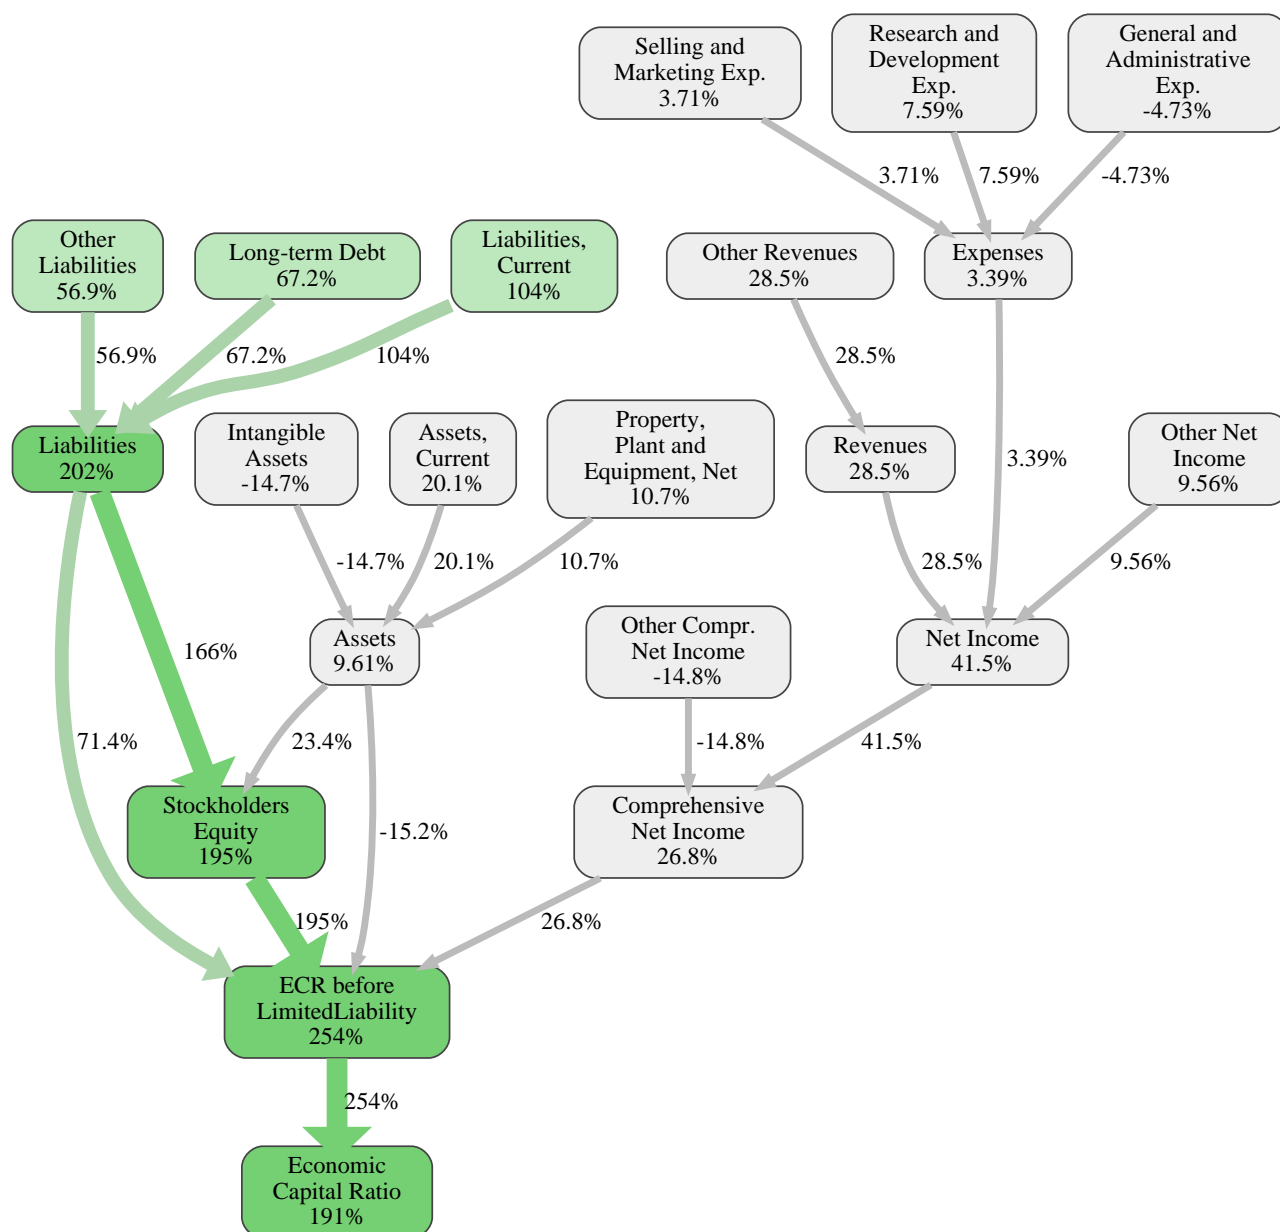 Selling and
Marketing Exp.
3.71%
Research and
Development
Exp.
7.59%
General and
Administrative
Exp.
-4.73%
3.71%
7.59%
-4.73%
Other
Liabilities
56.9%
Long-term Debt
67.2%
Liabilities,
Current
104%
Other Revenues
28.5%
Expenses
3.39%
56.9%
67.2%
104%
28.5%
Liabilities
202%
Intangible
Assets
-14.7%
Assets,
Current
20.1%
Property,
Plant and
Equipment, Net
10.7%
Revenues
28.5%
3.39%
Other Net
Income
9.56%
-14.7%
20.1%
10.7%
28.5%
9.56%
166%
Assets
9.61%
Other Compr.
Net Income
-14.8%
Net Income
41.5%
71.4%
23.4%
-14.8%
41.5%
Stockholders
Equity
195%
-15.2%
Comprehensive
Net Income
26.8%
195%
26.8%
ECR before
LimitedLiability
254%
254%
Economic
Capital Ratio
191%